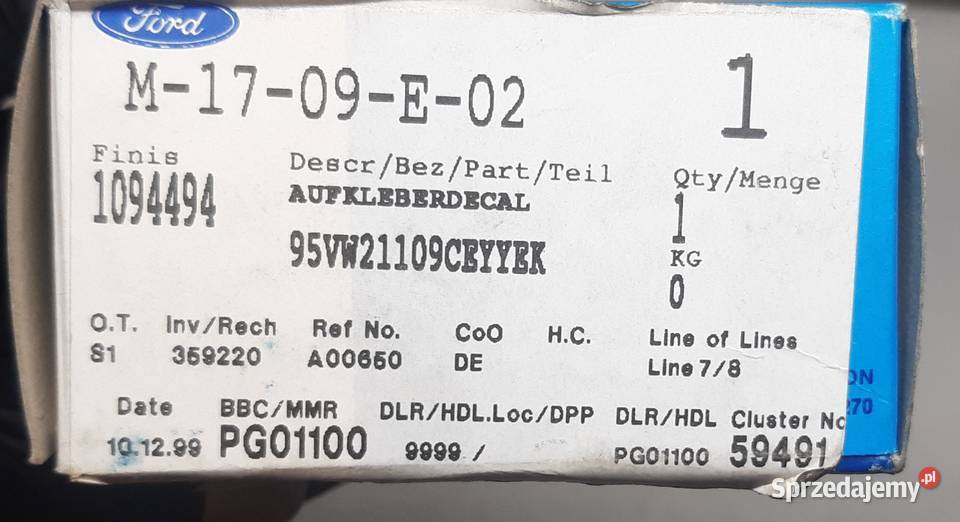 Ford
M-17-09-E-02 1
Finis Descr/Bez/Part/Teil Qty/Menge
1094494 AUFKLEBERDECAL 1
95VW21109CEYYEK KG
0
O.T. Inv/Rech Ref No. CoO H.C. Line of Lines
S1 359220 A00650 DE Line 7/8
ON
Date BBC/MMR DLR/HDL.Loc/DPP DLR/HDL Cluster No
270
10.12.99 PG01100 9999 / PG01100 59491
Sprzedajemy.pl